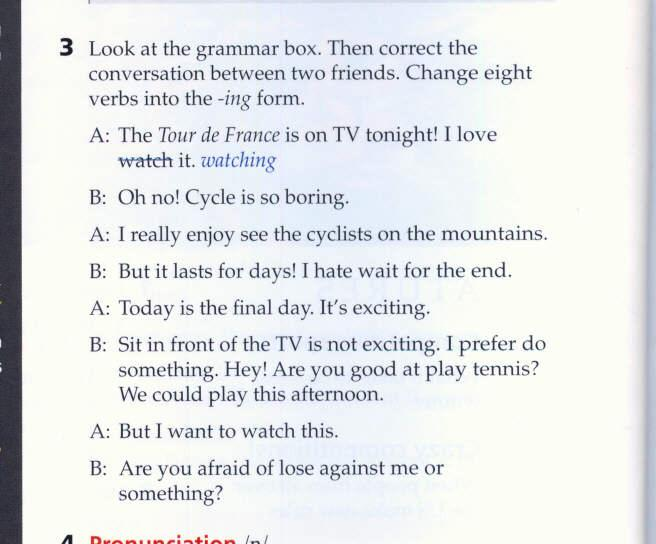 3 Look at the grammar box. Then correct the
conversation between two friends. Change eight
verbs into the -ing form.
A: The Tour de France is on TV tonight! I love
watch it. watching
B: Oh no! Cycle is so boring.
A: I really enjoy see the cyclists on the mountains.
B: But it lasts for days! I hate wait for the end.
A: Today is the final day. It's exciting.
B: Sit in front of the TV is not exciting. I prefer do
something. Hey! Are you good at play tennis?
We could play this afternoon.
A: But I want to watch this.
B: Are you afraid of lose against me or
something?
4 Pronunciation